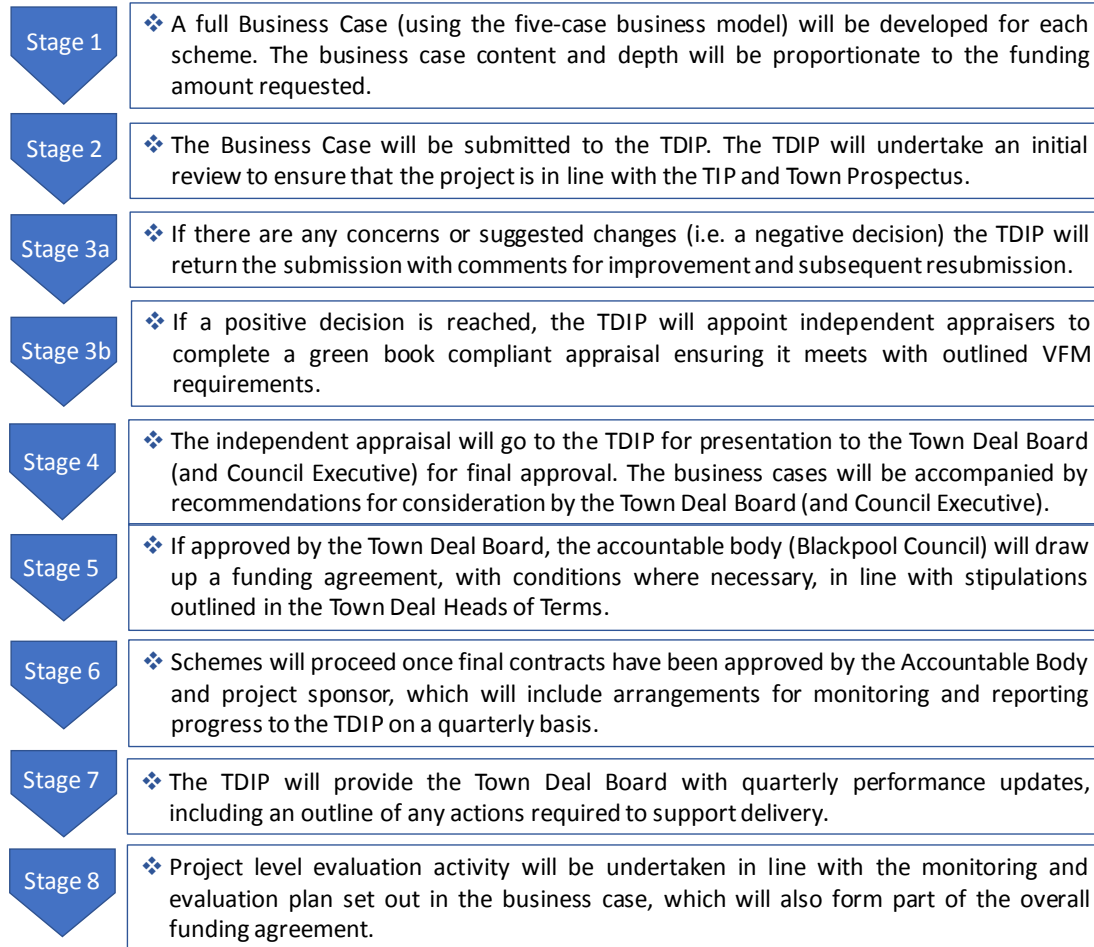 Stage 1
❖ A full Business Case (using the five-case business model) will be developed for each
scheme. The business case content and depth will be proportionate to the funding
amount requested.
Stage 2
❖ The Business Case will be submitted to the TDIP. The TDIP will undertake an initial
review to ensure that the project is in line with the TIP and Town Prospectus.
Stage 3a
❖ If there are any concerns or suggested changes (i.e. a negative decision) the TDIP will
return the submission with comments for improvement and subsequent resubmission.
Stage 3b
❖ If a positive decision is reached, the TDIP will appoint independent appraisers to
complete a green book compliant appraisal ensuring it meets with outlined VFM
requirements.
Stage 4
❖ The independent appraisal will go to the TDIP for presentation to the Town Deal Board
(and Council Executive) for final approval. The business cases will be accompanied by
recommendations for consideration by the Town Deal Board (and Council Executive).
Stage 5
❖ If approved by the Town Deal Board, the accountable body (Blackpool Council) will draw
up a funding agreement, with conditions where necessary, in line with stipulations
outlined in the Town Deal Heads of Terms.
Stage 6
❖ Schemes will proceed once final contracts have been approved by the Accountable Body
and project sponsor, which will include arrangements for monitoring and reporting
progress to the TDIP on a quarterly basis.
Stage 7
❖ The TDIP will provide the Town Deal Board with quarterly performance updates,
including an outline of any actions required to support delivery.
Stage 8
❖ Project level evaluation activity will be undertaken in line with the monitoring and
evaluation plan set out in the business case, which will also form part of the overall
funding agreement.